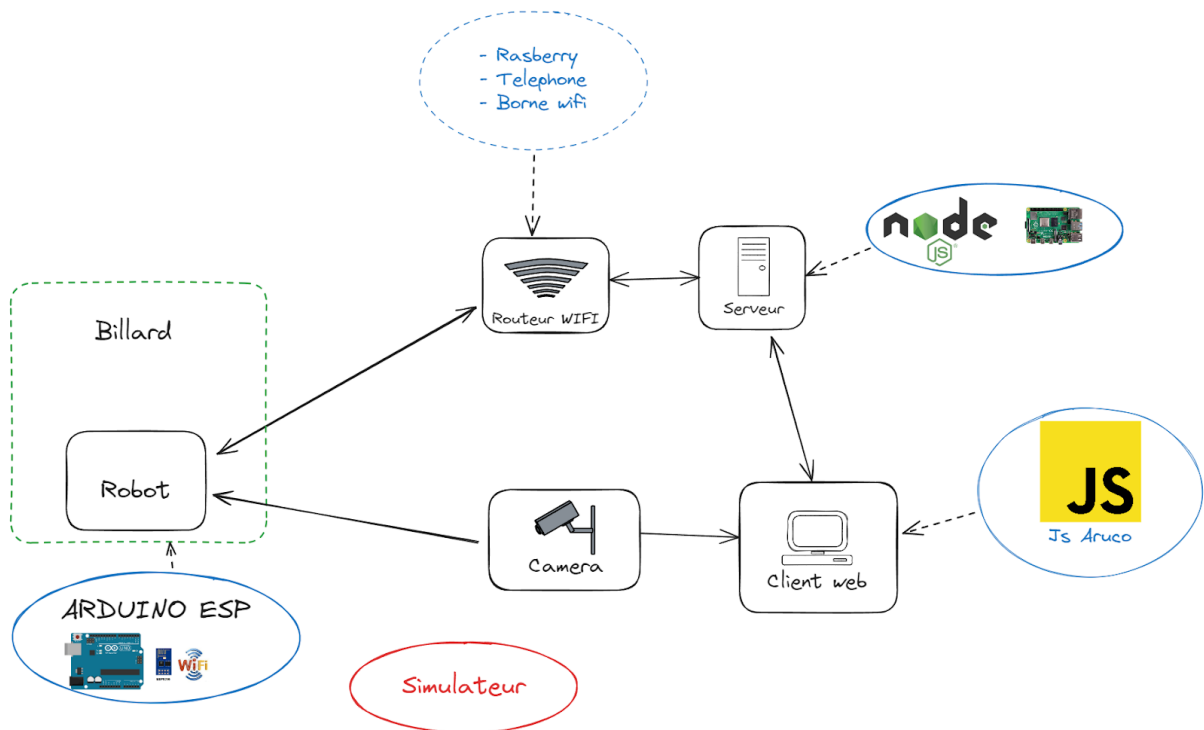 - Rasberry
- Telephone
- Borne wifi
node
JS
Routeur WIFI
Serveur
Billard
Robot
JS
Js Aruco
Camera
Client web
ARDUINO ESP
WiFi
Simulateur